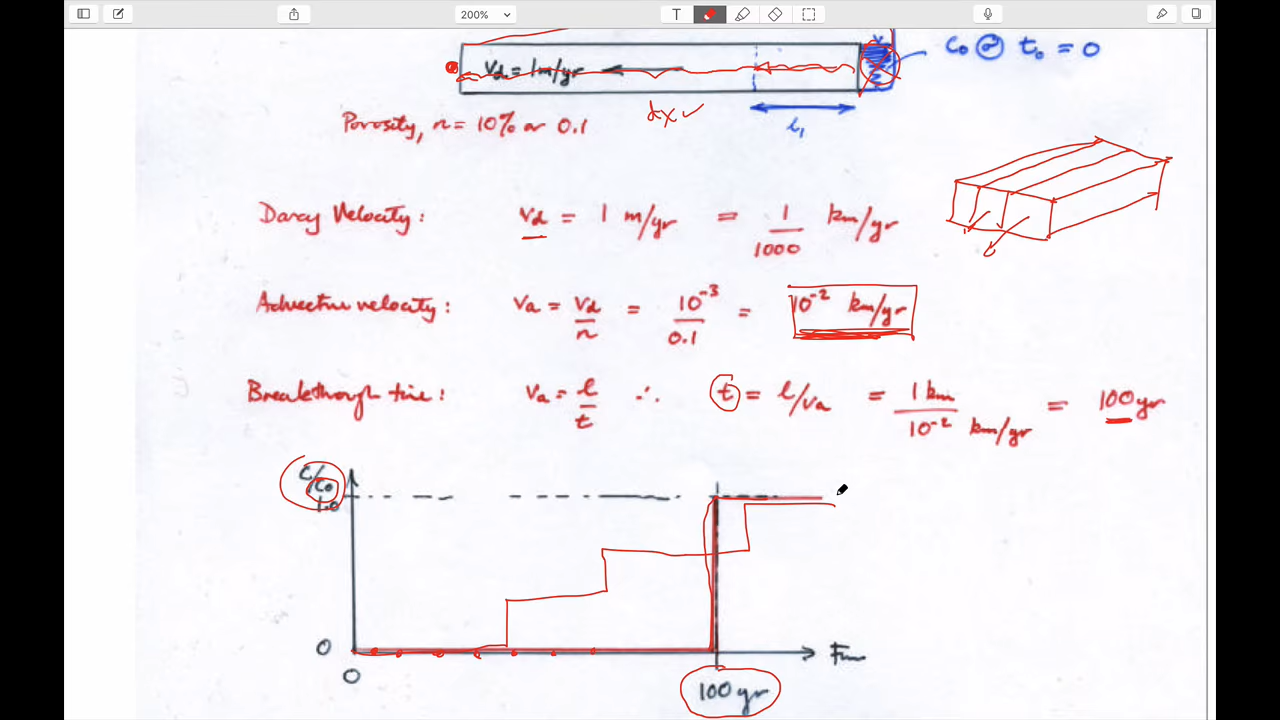 200%
T
C0 @ t0 = 0
Vd = 1m/yr
dx ✓
l1
Porosity, n = 10% or 0.1
Darcy Velocity: Vd = 1 m/yr = 1/1000 km/yr
Advective velocity: Va = Vd/n = 10⁻³/0.1 = 10⁻² km/yr
Breakthrough time: Va = l/t ∴ t = l/Va = 1 km/10⁻² km/yr = 100 yr
C/C0
1.0
0
0
100 yr